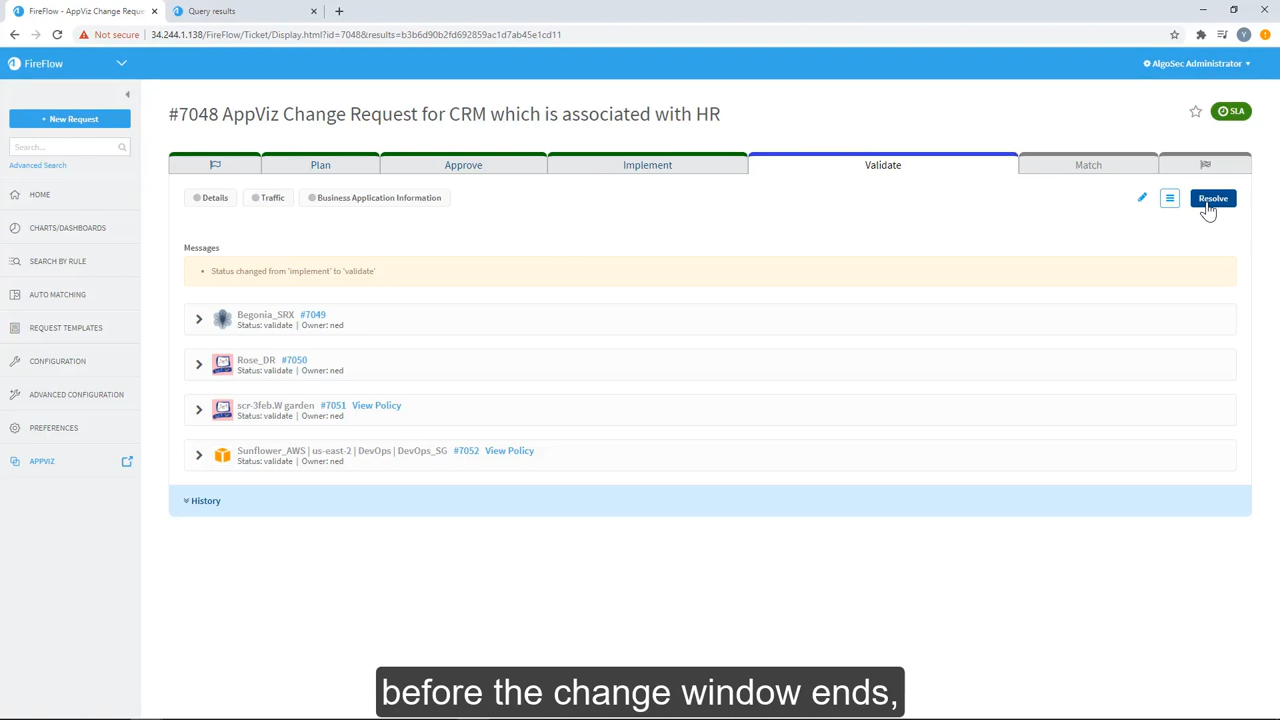 FireFlow - AppViz Change Reque
Query results
Not secure
34.244.1.138/FireFlow/Ticket/Display.html?id=7048&results=b3b6d90b2fd692859ac1d7ab45e1cd11
Y
FireFlow
AlgoSec Administrator
+ New Request
Search...
Advanced Search
HOME
CHARTS/DASHBOARDS
SEARCH BY RULE
AUTO MATCHING
REQUEST TEMPLATES
CONFIGURATION
ADVANCED CONFIGURATION
PREFERENCES
APPVIZ
#7048 AppViz Change Request for CRM which is associated with HR
SLA
Plan
Approve
Implement
Validate
Match
Details
Traffic
Business Application Information
Resolve
Messages
• Status changed from 'implement' to 'validate'
Begonia_SRX #7049
Status: validate | Owner: ned
Rose_DR #7050
Status: validate | Owner: ned
scr-3feb.W garden #7051 View Policy
Status: validate | Owner: ned
Sunflower_AWS | us-east-2 | DevOps | DevOps_SG #7052 View Policy
Status: validate | Owner: ned
History
before the change window ends,